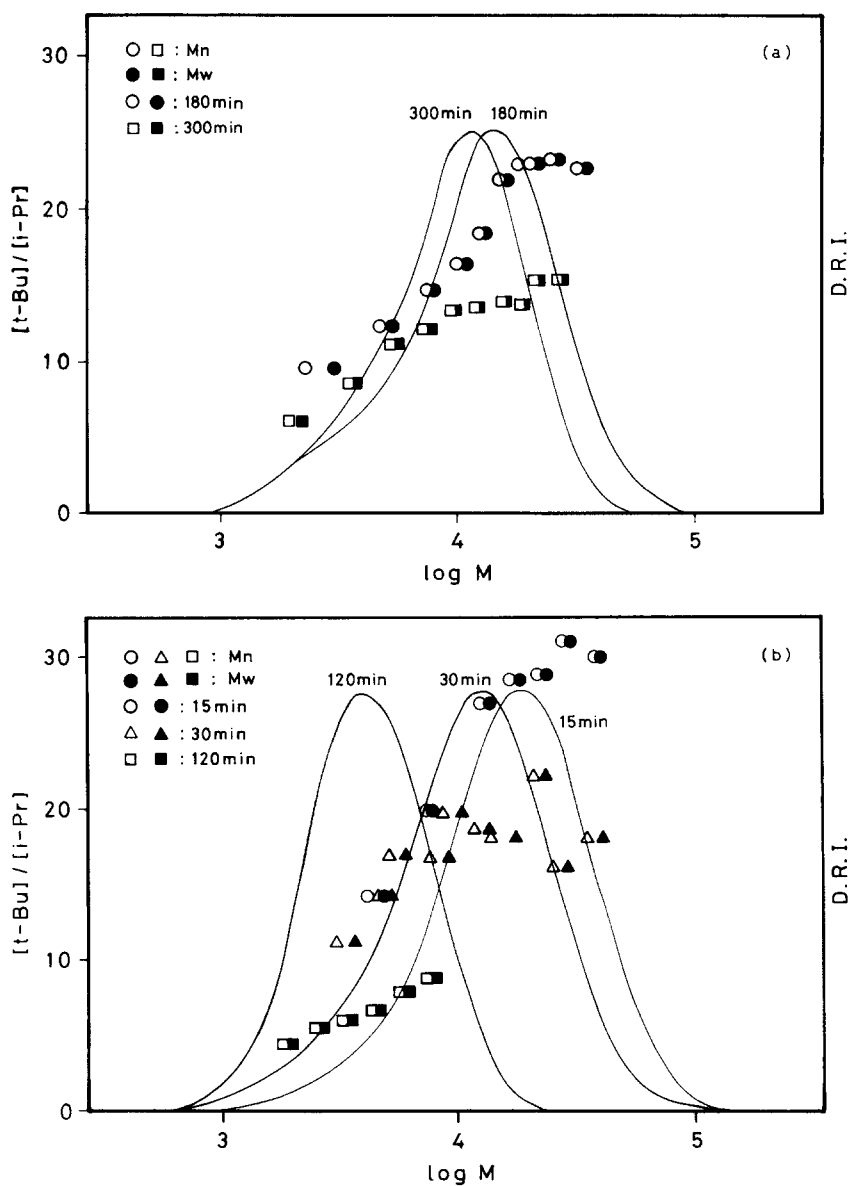 (a)
○ □ : Mn
● ■ : Mw
○ ● : 180min
□ ■ : 300min
300min 180min
30
20
10
0
3 4 5
[t-Bu]/[i-Pr]
D.R.I.
log M
(b)
○ △ □ : Mn
● ▲ ■ : Mw
○ ● : 15min
△ ▲ : 30min
□ ■ : 120min
120min 30min
15min
30
20
10
0
3 4 5
[t-Bu]/[i-Pr]
D.R.I.
log M